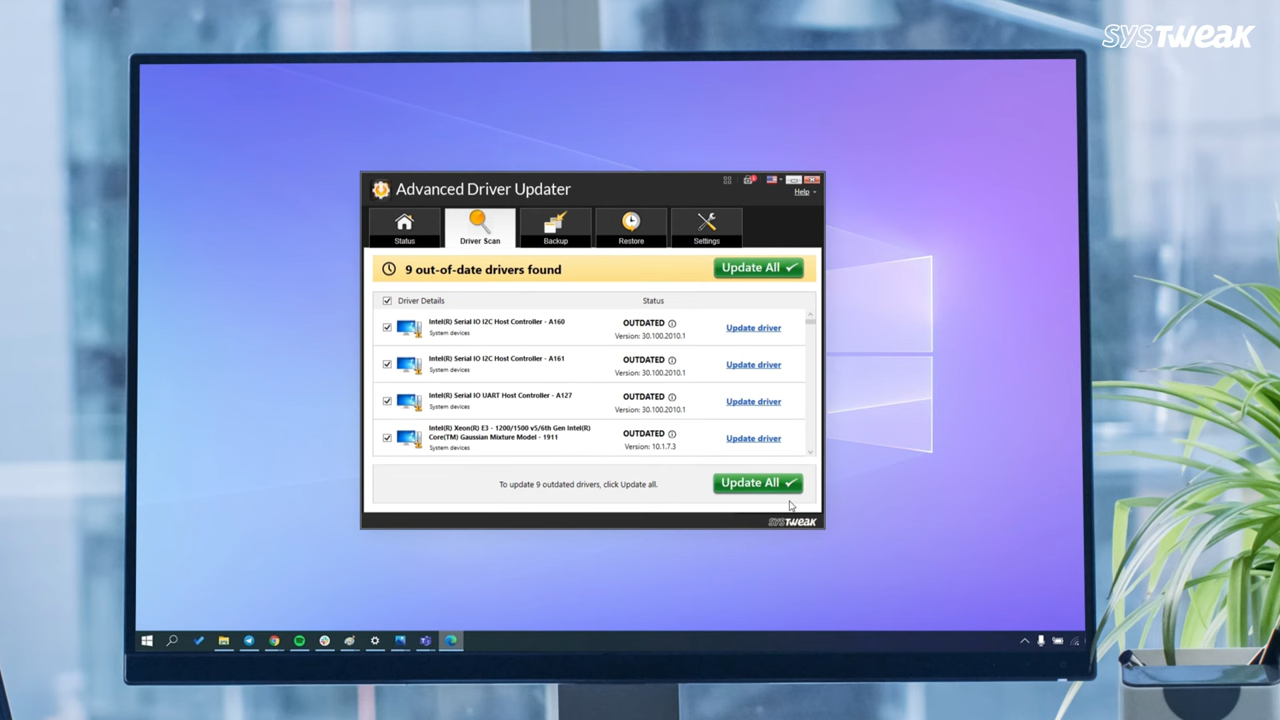 SYSTWEAK
Advanced Driver Updater
Help
Status
Driver Scan
Backup
Restore
Settings
9 out-of-date drivers found
Update All
Driver Details
Status
Intel(R) Serial IO I2C Host Controller - A160
System devices
OUTDATED
Version: 30.100.2010.1
Update driver
Intel(R) Serial IO I2C Host Controller - A161
System devices
OUTDATED
Version: 30.100.2010.1
Update driver
Intel(R) Serial IO UART Host Controller - A127
System devices
OUTDATED
Version: 30.100.2010.1
Update driver
Intel(R) Xeon(R) E3 - 1200/1500 v5/6th Gen Intel(R)
Core(TM) Gaussian Mixture Model - 1911
System devices
OUTDATED
Version: 10.1.7.3
Update driver
To update 9 outdated drivers, click Update all.
Update All
SYSTWEAK